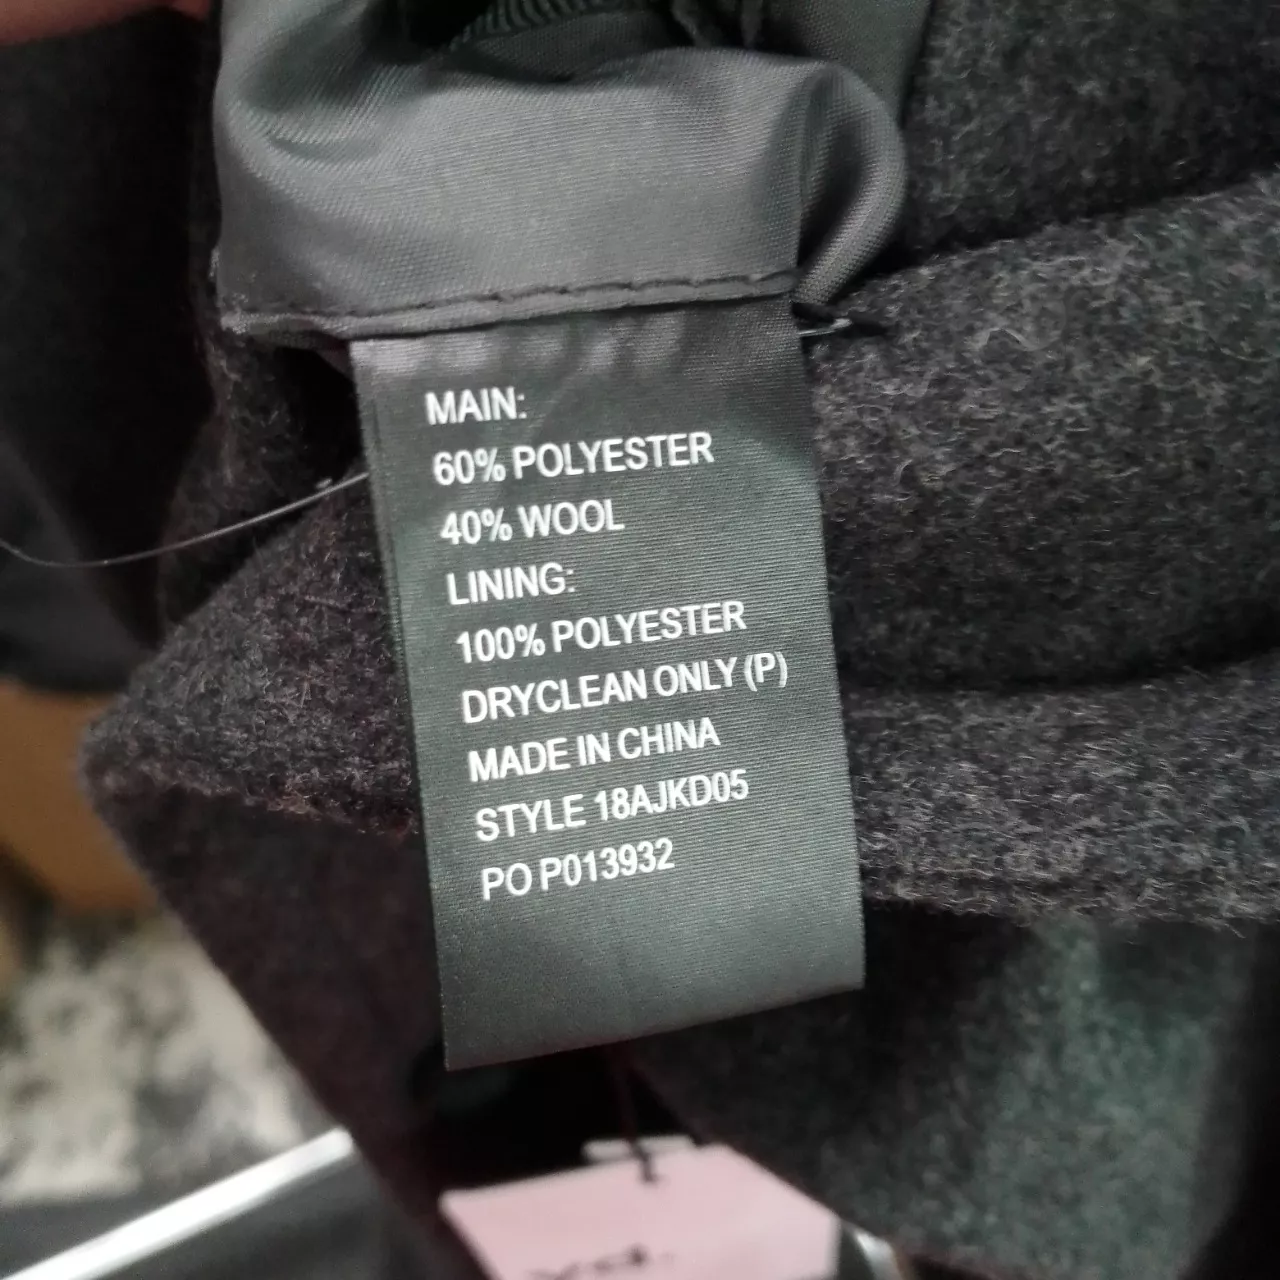 MAIN:
60% POLYESTER
40% WOOL
LINING:
100% POLYESTER
DRYCLEAN ONLY (P)
MADE IN CHINA
STYLE 18AJKD05
PO P013932